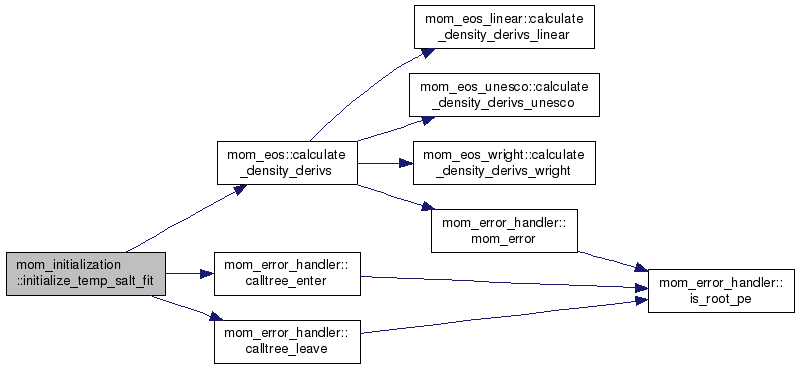 mom_eos_linear::calculate
_density_derivs_linear
mom_eos_unesco::calculate
_density_derivs_unesco
mom_eos::calculate
_density_derivs
mom_eos_wright::calculate
_density_derivs_wright
mom_error_handler::
mom_error
mom_initialization
::initialize_temp_salt_fit
mom_error_handler::
calltree_enter
mom_error_handler::
is_root_pe
mom_error_handler::
calltree_leave